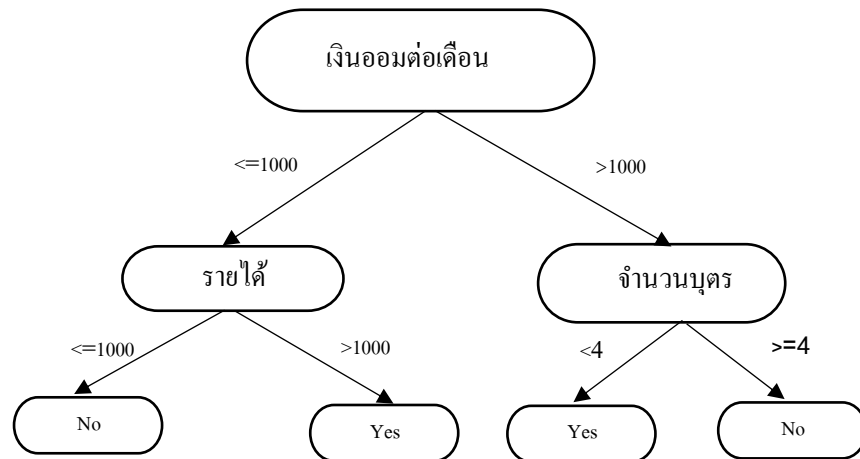 เงินออมต่อเดือน
<=1000
>1000
รายได้
จำนวนบุตร
<=1000
>1000
<4
>=4
No
Yes
Yes
No